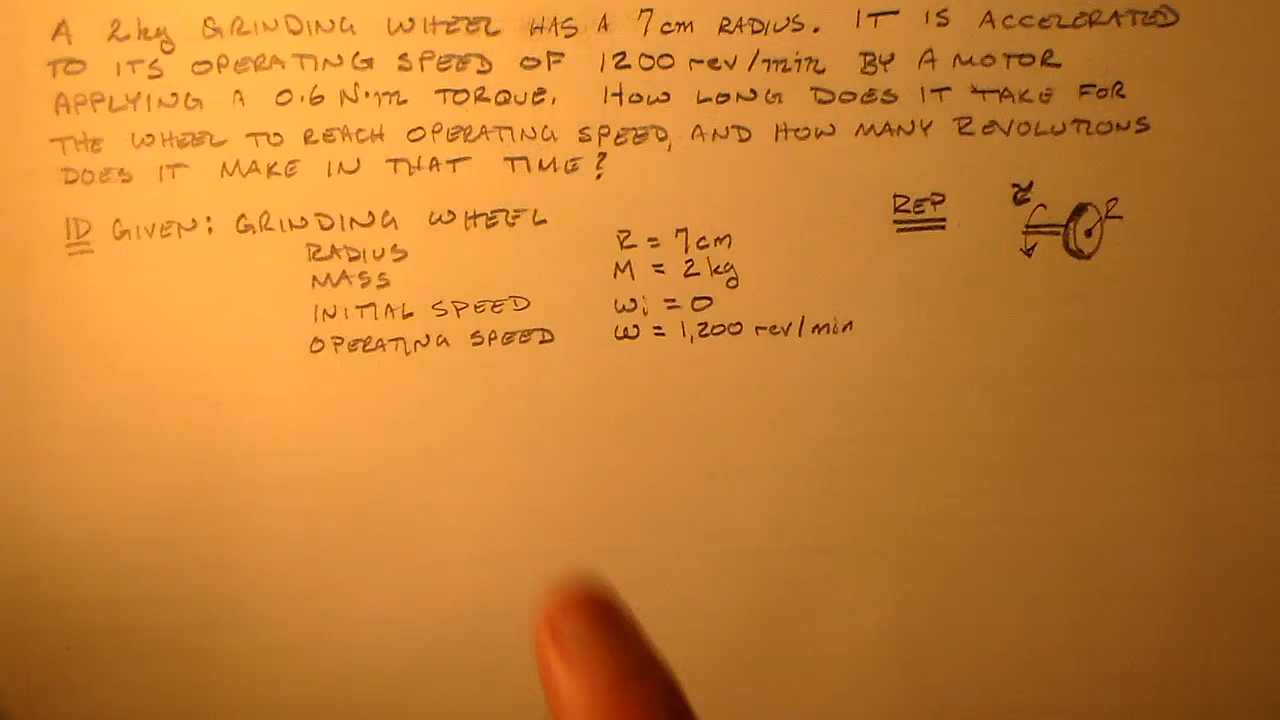 A 2kg GRINDING WHEEL HAS A 7cm RADIUS. IT IS ACCELERATED
TO ITS OPERATING SPEED OF 1200 rev/min BY A MOTOR
APPLYING A 0.6 N·m TORQUE. HOW LONG DOES IT TAKE FOR
THE WHEEL TO REACH OPERATING SPEED, AND HOW MANY REVOLUTIONS
DOES IT MAKE IN THAT TIME?
ID GIVEN: GRINDING WHEEL
RADIUS R = 7cm
MASS M = 2kg
INITIAL SPEED ωi = 0
OPERATING SPEED ω = 1,200 rev/min
REP
τ R